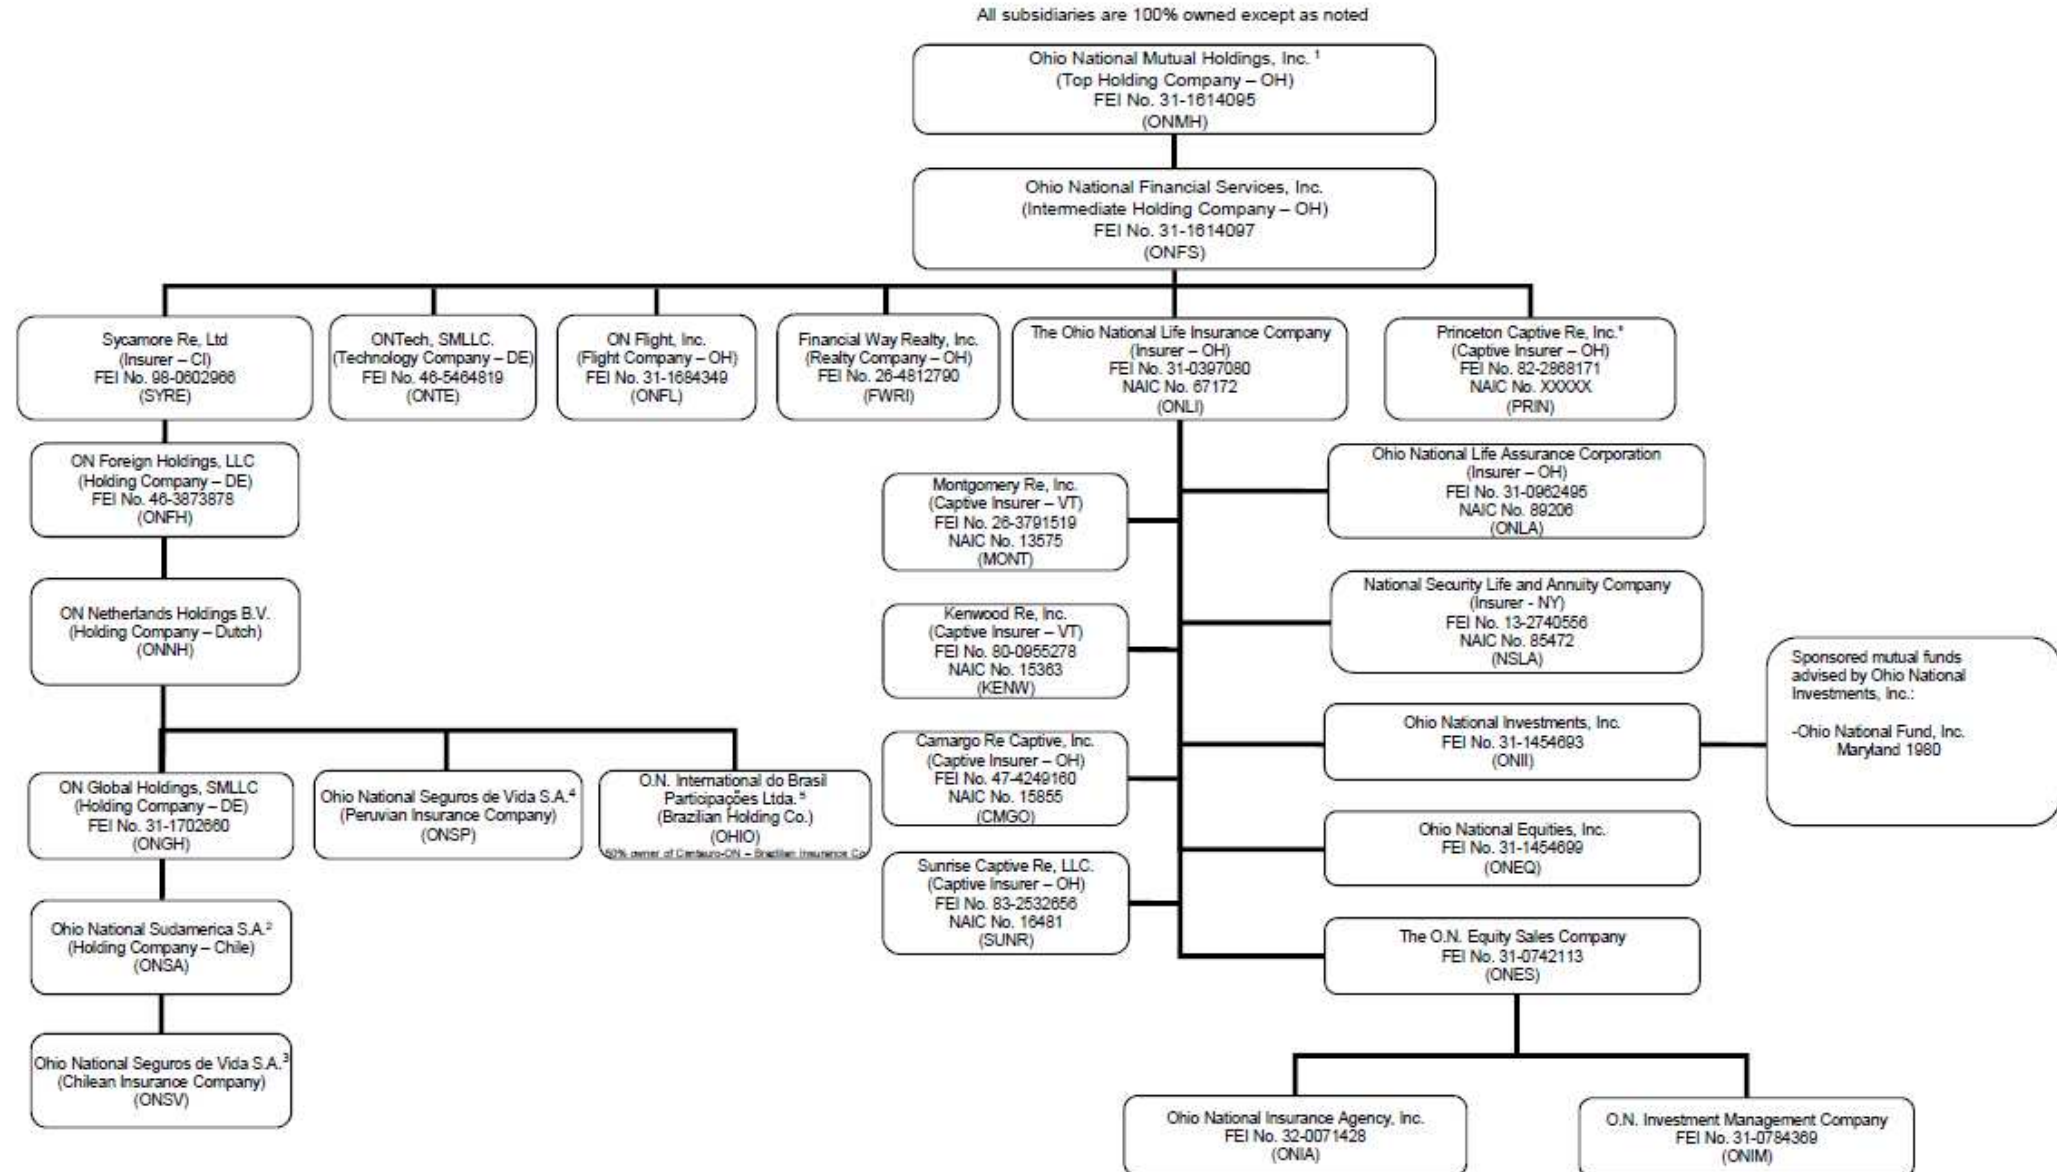 All subsidiaries are 100% owned except as noted
Ohio National Mutual Holdings, Inc. ¹
(Top Holding Company – OH)
FEI No. 31-1614095
(ONMH)
Ohio National Financial Services, Inc.
(Intermediate Holding Company – OH)
FEI No. 31-1614097
(ONFS)
Sycamore Re, Ltd
(Insurer – CI)
FEI No. 98-0602966
(SYRE)
ONTech, SMLLC.
(Technology Company – DE)
FEI No. 46-5464819
(ONTE)
ON Flight, Inc.
(Flight Company – OH)
FEI No. 31-1684349
(ONFL)
Financial Way Realty, Inc.
(Realty Company – OH)
FEI No. 26-4812790
(FWRI)
The Ohio National Life Insurance Company
(Insurer – OH)
FEI No. 31-0397080
NAIC No. 67172
(ONLI)
Princeton Captive Re, Inc.
(Captive Insurer – OH)
FEI No. 82-2868171
NAIC No. XXXXX
(PRIN)
ON Foreign Holdings, LLC
(Holding Company – DE)
FEI No. 46-3873878
(ONFH)
ON Netherlands Holdings B.V.
(Holding Company – Dutch)
(ONNH)
ON Global Holdings, SMLLC
(Holding Company – DE)
FEI No. 31-1702660
(ONGH)
Ohio National Seguros de Vida S.A.⁴
(Peruvian Insurance Company)
(ONSP)
O.N. International do Brasil
Participações Ltda.⁵
(Brazilian Holding Co.)
(OHIO)
50% owner of Centauro-ON – Brazilian Insurance Co
Ohio National Sudamerica S.A.²
(Holding Company – Chile)
(ONSA)
Ohio National Seguros de Vida S.A.³
(Chilean Insurance Company)
(ONSV)
Montgomery Re, Inc.
(Captive Insurer – VT)
FEI No. 26-3791519
NAIC No. 13575
(MONT)
Kenwood Re, Inc.
(Captive Insurer – VT)
FEI No. 80-0955278
NAIC No. 15363
(KENW)
Camargo Re Captive, Inc.
(Captive Insurer – OH)
FEI No. 47-4249160
NAIC No. 15855
(CMGO)
Sunrise Captive Re, LLC.
(Captive Insurer – OH)
FEI No. 83-2532656
NAIC No. 16481
(SUNR)
Ohio National Life Assurance Corporation
(Insurer – OH)
FEI No. 31-0962495
NAIC No. 89206
(ONLA)
National Security Life and Annuity Company
(Insurer - NY)
FEI No. 13-2740556
NAIC No. 85472
(NSLA)
Ohio National Investments, Inc.
FEI No. 31-1454693
(ONII)
Sponsored mutual funds
advised by Ohio National
Investments, Inc.:
-Ohio National Fund, Inc.
Maryland 1980
Ohio National Equities, Inc.
FEI No. 31-1454699
(ONEQ)
The O.N. Equity Sales Company
FEI No. 31-0742113
(ONES)
Ohio National Insurance Agency, Inc.
FEI No. 32-0071428
(ONIA)
O.N. Investment Management Company
FEI No. 31-0784369
(ONIM)